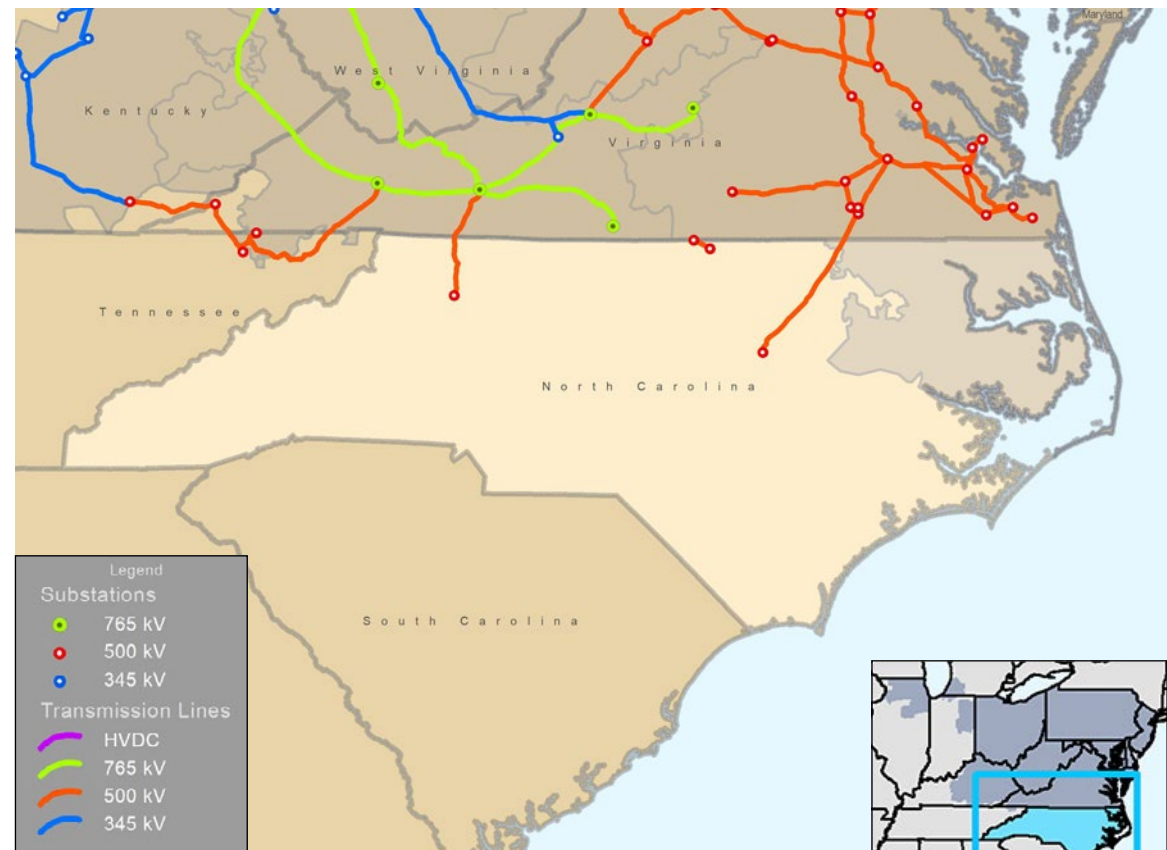 Maryland
West Virginia
Kentucky
Virginia
Tennessee
North Carolina
South Carolina
Legend
Substations
765 kV
500 kV
345 kV
Transmission Lines
HVDC
765 kV
500 kV
345 kV